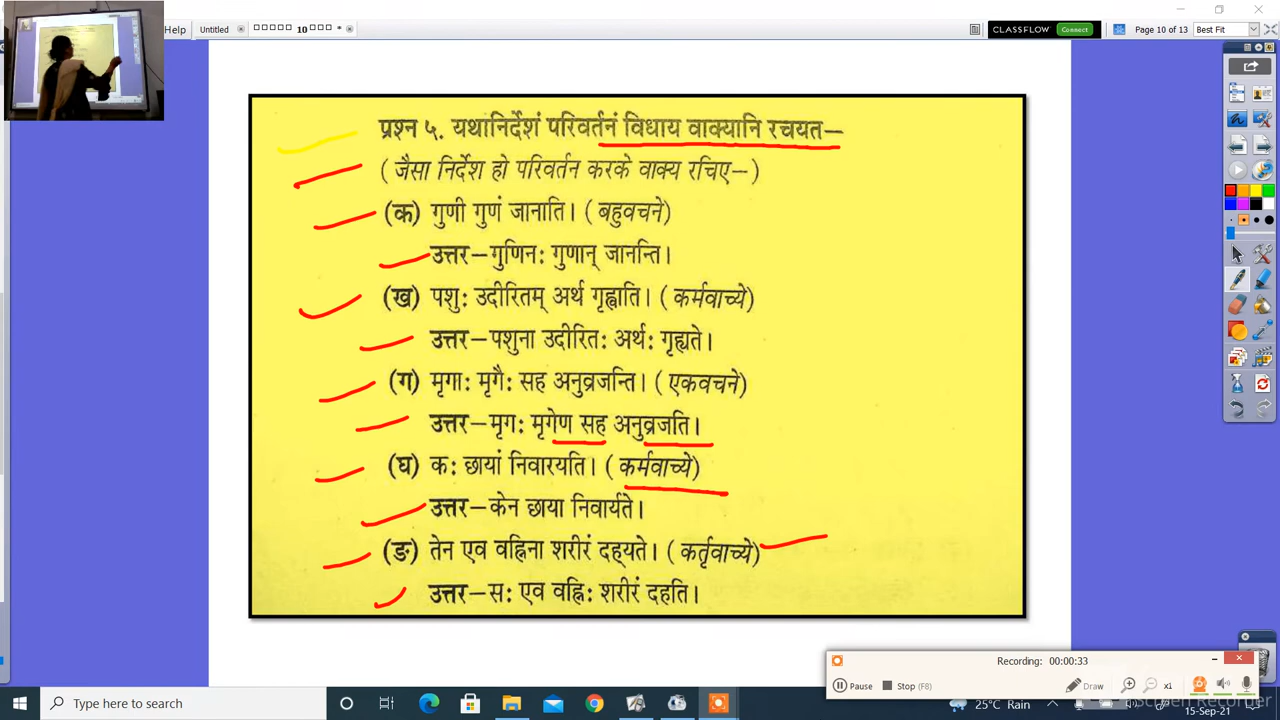 Help
Untitled
10
*
CLASSFLOW
Connect
Page 10 of 13
Best Fit
प्रश्न ५. यथानिर्देशं परिवर्तनं विधाय वाक्यानि रचयत–
(जैसा निर्देश हो परिवर्तन करके वाक्य रचिए–)
(क) गुणी गुणं जानाति। (बहुवचने)
उत्तर–गुणिनः गुणान् जानन्ति।
(ख) पशुः उदीरितम् अर्थं गृह्णाति। (कर्मवाच्ये)
उत्तर–पशुना उदीरितः अर्थः गृह्यते।
(ग) मृगाः मृगैः सह अनुव्रजन्ति। (एकवचने)
उत्तर–मृगः मृगेण सह अनुव्रजति।
(घ) कः छायां निवारयति। (कर्मवाच्ये)
उत्तर–केन छाया निवार्यते।
(ङ) तेन एव वह्निना शरीरं दह्यते। (कर्तृवाच्ये)
उत्तर–सः एव वह्निः शरीरं दहति।
Recording: 00:00:33
Pause
Stop (F8)
Draw
x1
Type here to search
25°C Rain
15-Sep-21
Screen Recorder